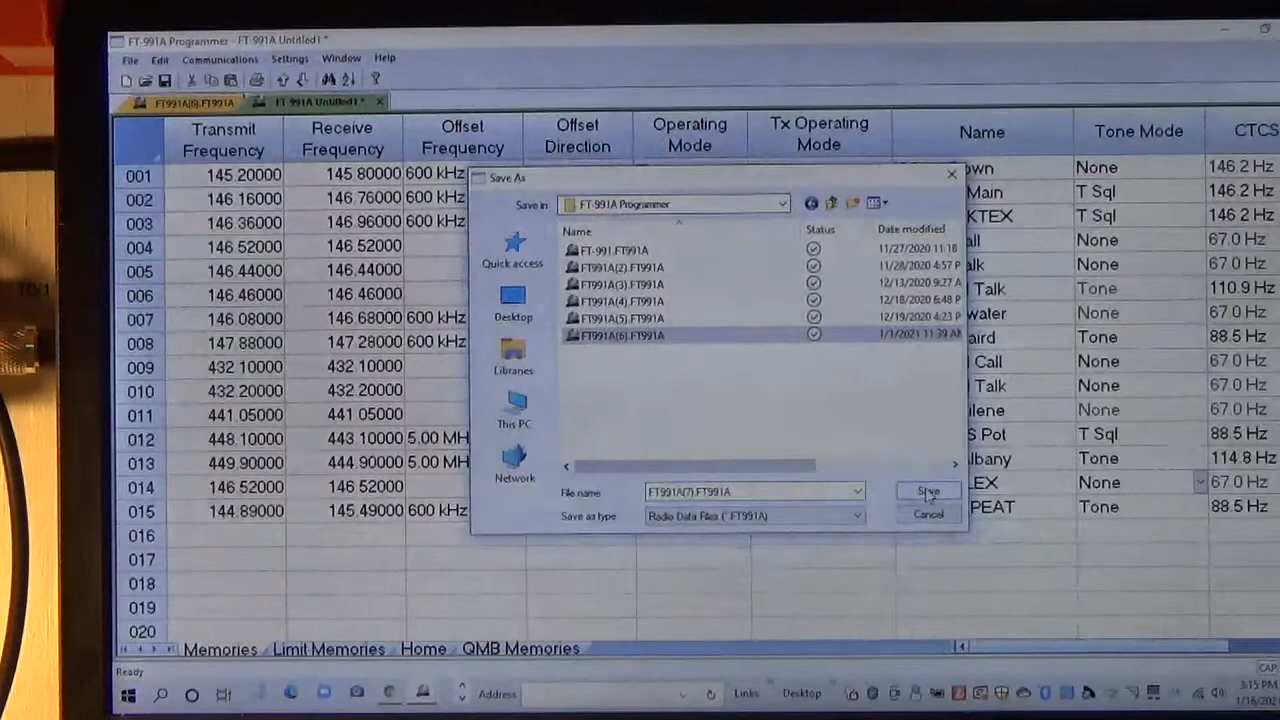 FT-991A Programmer - FT-991A Untitled1 *
File Edit Communications Settings Window Help
FT991A(6).FT991A FT-991A Untitled1 *
Transmit Frequency Receive Frequency Offset Frequency Offset Direction Operating Mode Tx Operating Mode Name Tone Mode CTCS
001 145.20000 145.80000 600 kHz own None 146.2 Hz
002 146.16000 146.76000 600 kHz Main T Sql 146.2 Hz
003 146.36000 146.96000 600 kHz KTEX T Sql 146.2 Hz
004 146.52000 146.52000 all None 67.0 Hz
005 146.44000 146.44000 alk None 67.0 Hz
006 146.46000 146.46000 Talk Tone 110.9 Hz
007 146.08000 146.68000 600 kHz water None 67.0 Hz
008 147.88000 147.28000 600 kHz aird Tone 88.5 Hz
009 432.10000 432.10000 Call None 67.0 Hz
010 432.20000 432.20000 Talk None 67.0 Hz
011 441.05000 441.05000 ilene None 67.0 Hz
012 448.10000 443.10000 5.00 MH S Pot T Sql 88.5 Hz
013 449.90000 444.90000 5.00 MH lbany Tone 114.8 Hz
014 146.52000 146.52000 LEX None 67.0 Hz
015 144.89000 145.49000 600 kHz PEAT Tone 88.5 Hz
016
017
018
019
020
Save As
Save in FT-991A Programmer
Quick access
Desktop
Libraries
This PC
Network
Name Status Date modified
FT-991.FT991A 11/27/2020 11:18
FT991A(2).FT991A 11/28/2020 4:57 P
FT991A(3).FT991A 12/13/2020 9:27 A
FT991A(4).FT991A 12/18/2020 6:48 P
FT991A(5).FT991A 12/19/2020 4:23 P
FT991A(6).FT991A 1/1/2021 11:39 AM
File name FT991A(7).FT991A Save
Save as type Radio Data Files (*.FT991A) Cancel
Memories Limit Memories Home QMB Memories
Ready CAP
Address Links Desktop 3:15 PM
1/16/202